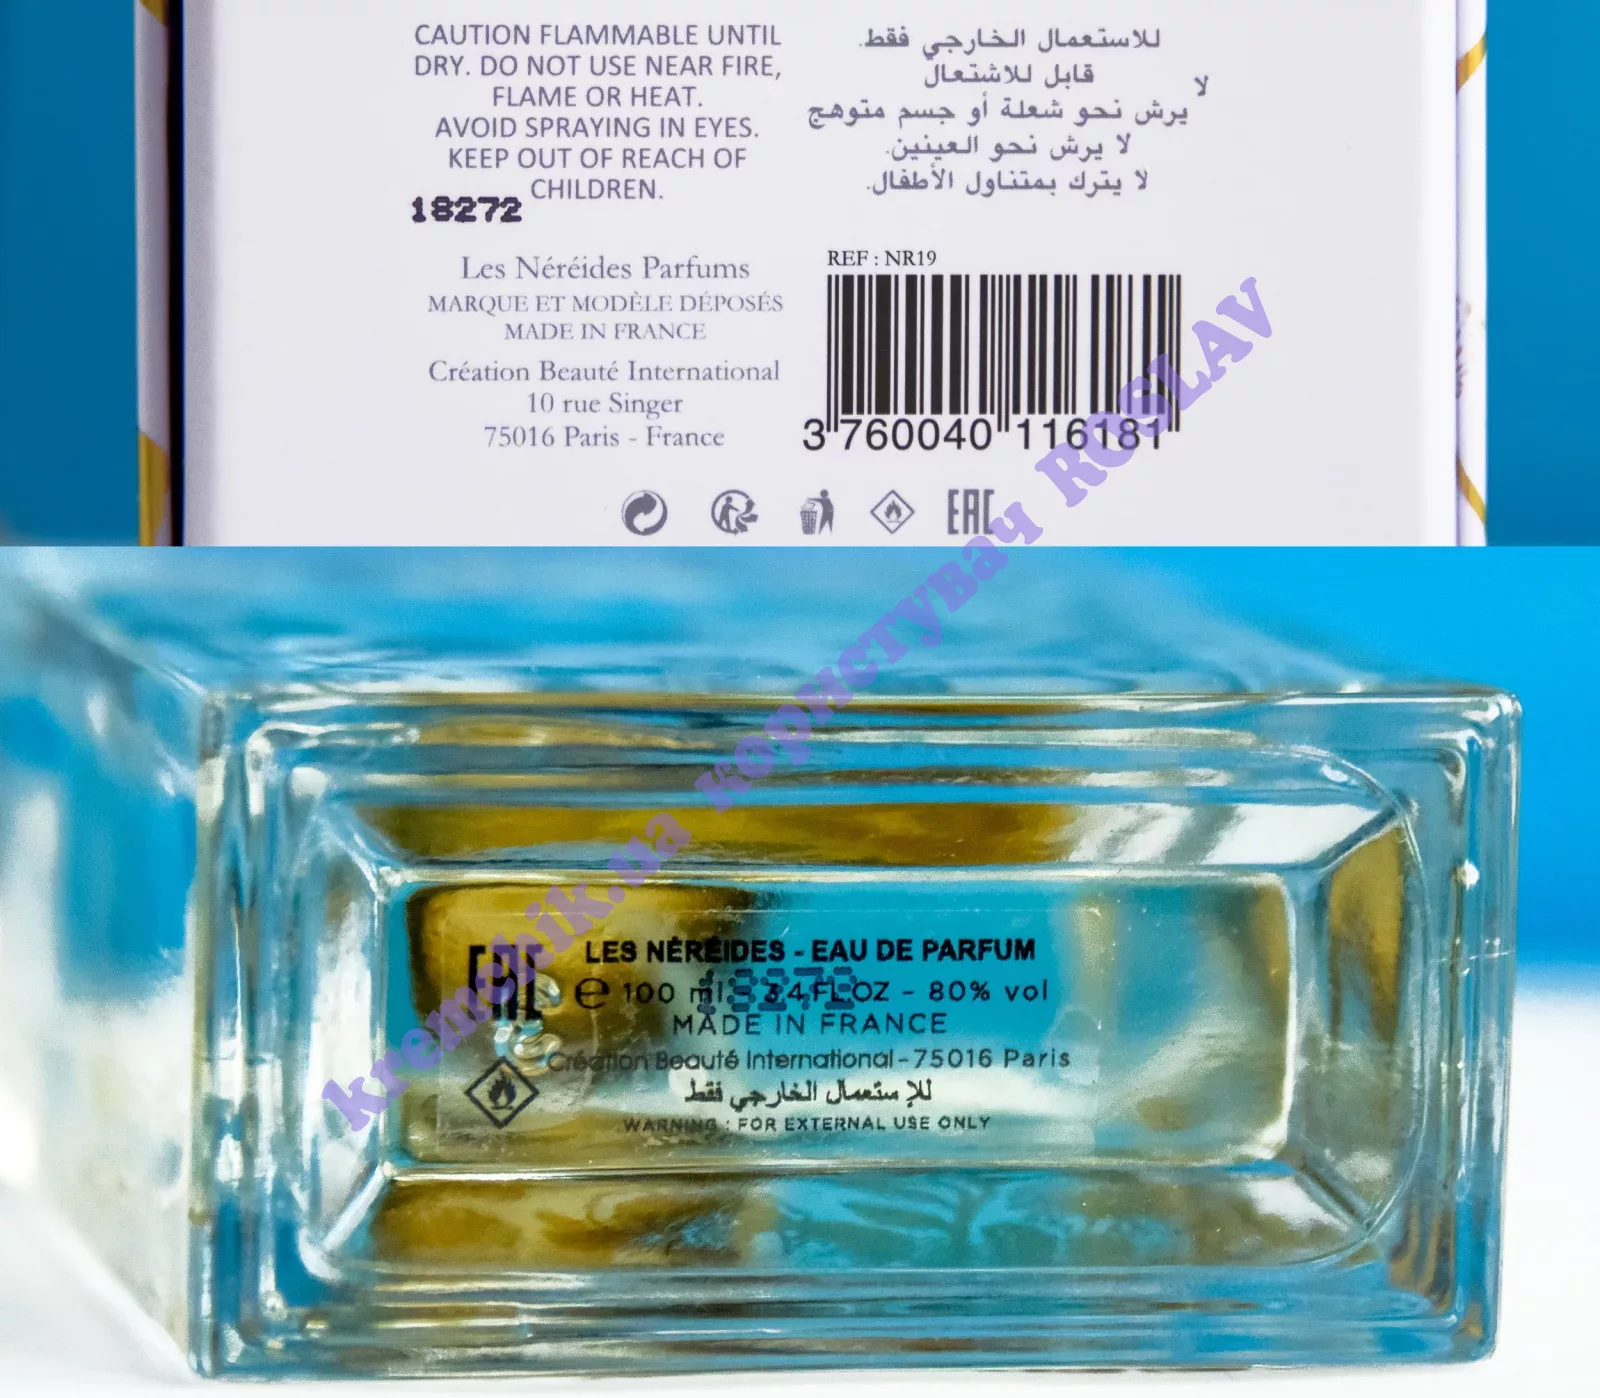 CAUTION FLAMMABLE UNTIL
DRY. DO NOT USE NEAR FIRE,
FLAME OR HEAT.
AVOID SPRAYING IN EYES.
KEEP OUT OF REACH OF
CHILDREN.
18272
للاستعمال الخارجي فقط.
قابل للاشتعال
لا
يرش نحو شعلة أو جسم متوهج
لا يرش نحو العينين.
لا يترك بمتناول الأطفال.
Les Néréides Parfums
MARQUE ET MODÈLE DÉPOSÉS
MADE IN FRANCE
Création Beauté International
10 rue Singer
75016 Paris - France
REF : NR19
3 760040 116181
EAC
kremchik.ua користувач ROSLAV
EAC
LES NÉRÉIDES - EAU DE PARFUM
e 100 ml - 3.4 FL OZ - 80% vol
MADE IN FRANCE
Création Beauté International - 75016 Paris
للإستعمال الخارجي فقط
WARNING : FOR EXTERNAL USE ONLY